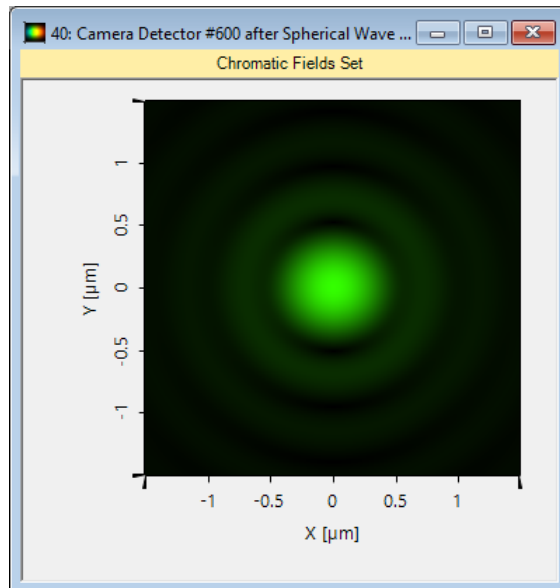 40: Camera Detector #600 after Spherical Wave ...
Chromatic Fields Set
1
0.5
0
-0.5
-1
Y [µm]
-1
-0.5
0
0.5
1
X [µm]